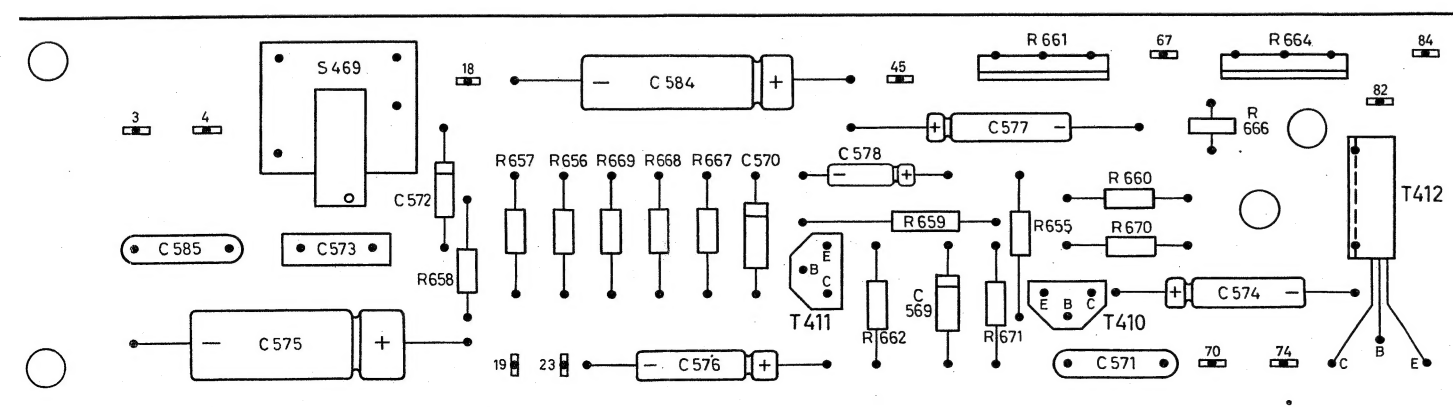 S469
18
C584
− +
45
R661
67
R664
84
3
4
82
C577
+ −
R
666
C578
− +
R657
R656
R669
R668
R667
C570
C572
R660
T412
R659
R655
R670
C585
C573
R658
E
B
C
T411
C
569
R662
R671
E B C
T410
+ C574 −
− C575 +
19
23
− C576 +
C571
70
74
C
B
E